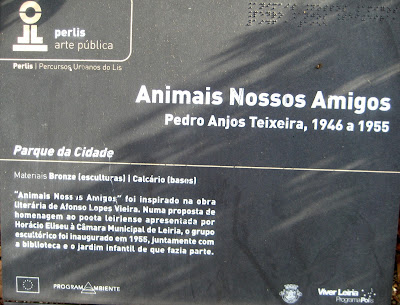 perlis
arte pública
Perlis | Percursos Urbanos do Lis
Animais Nossos Amigos
Pedro Anjos Teixeira, 1946 a 1955
Parque da Cidade
Materiais Bronze (esculturas) | Calcário (bases)
"Animais Nossos Amigos" foi inspirado na obra
literária de Afonso Lopes Vieira. Numa proposta de
homenagem ao poeta leiriense apresentada por
Horácio Eliseu à Câmara Municipal de Leiria, o grupo
escultórico foi inaugurado em 1955, juntamente com
a biblioteca e o jardim infantil de que fazia parte.
PROGRAMAMBIENTE
Viver Leiria
ProgramaPolis